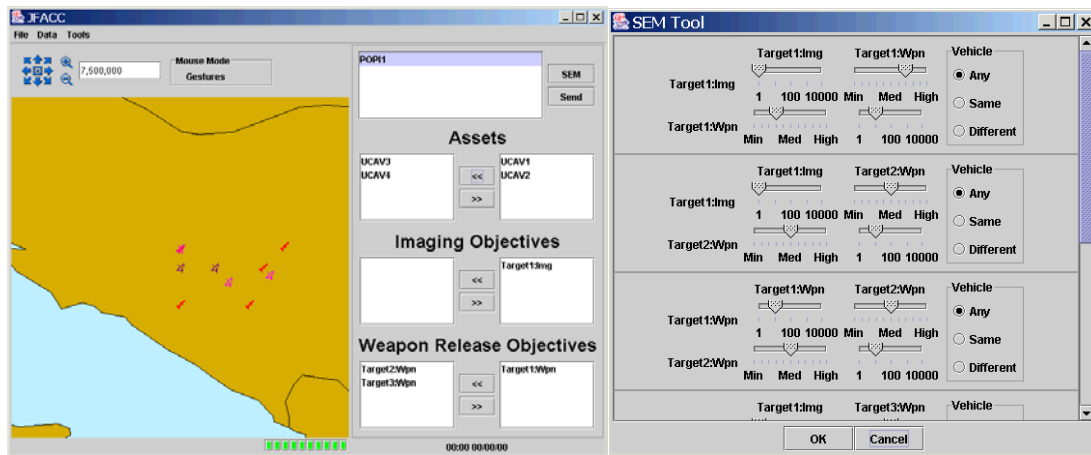 JFACC
File Data Tools
7,500,000
Mouse Mode
Gestures
POPI1
SEM
Send
Assets
UCAV3
UCAV4
<<
>>
UCAV1
UCAV2
Imaging Objectives
<<
>>
Target1:Img
Weapon Release Objectives
Target2:Wpn
Target3:Wpn
<<
>>
Target1:Wpn
00:00 00/00/00
SEM Tool
Target1:Img Target1:Wpn Vehicle
Any
Target1:Img
1 100 10000 Min Med High
Same
Target1:Wpn
Different
Min Med High 1 100 10000
Target1:Img Target2:Wpn Vehicle
Any
Target1:Img
1 100 10000 Min Med High
Same
Target2:Wpn
Different
Min Med High 1 100 10000
Target1:Wpn Target2:Wpn Vehicle
Any
Target1:Wpn
1 100 10000 Min Med High
Same
Target2:Wpn
Different
Min Med High 1 100 10000
Target1:Img Target3:Wpn Vehicle
OK Cancel